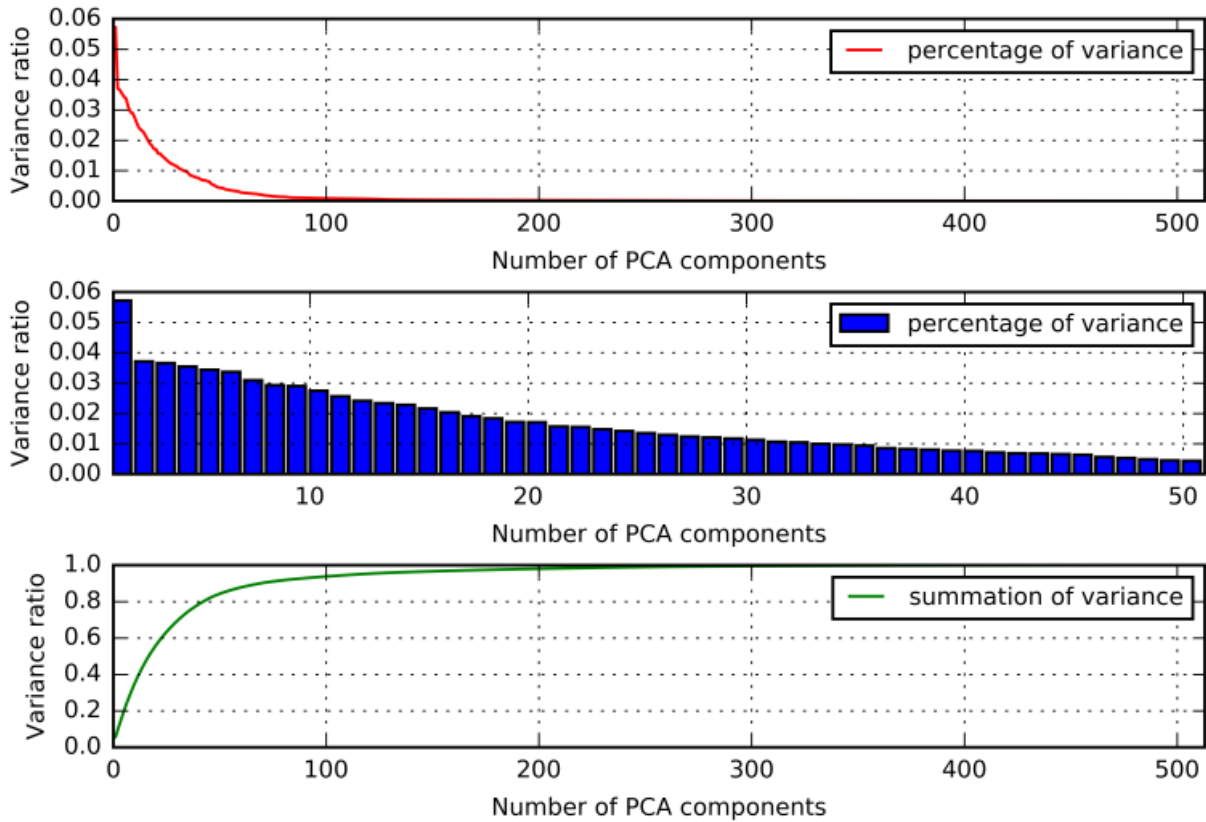 0.06
0.05
0.04
0.03
0.02
0.01
0.00
Variance ratio
percentage of variance
0 100 200 300 400 500
Number of PCA components
0.06
0.05
0.04
0.03
0.02
0.01
0.00
Variance ratio
percentage of variance
10 20 30 40 50
Number of PCA components
1.0
0.8
0.6
0.4
0.2
0.0
Variance ratio
summation of variance
0 100 200 300 400 500
Number of PCA components